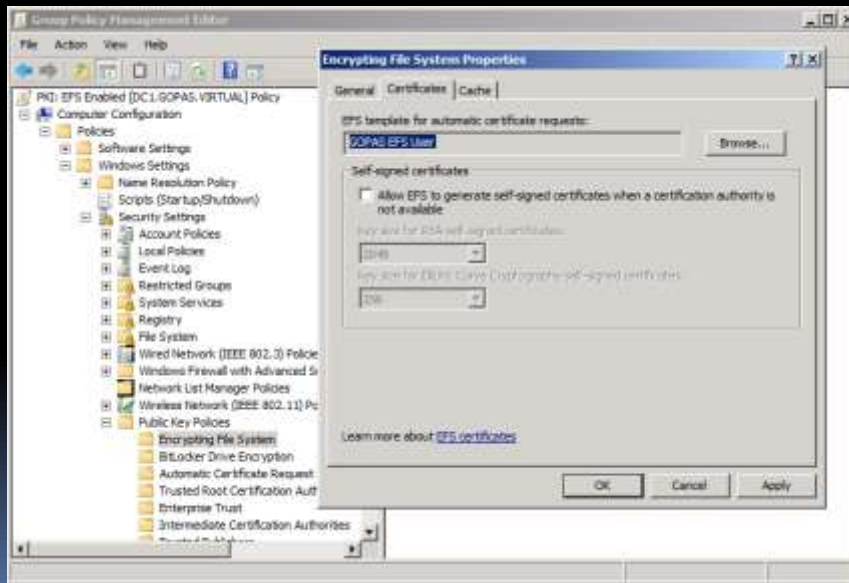 Group Policy Management Editor
File Action View Help
PKI: EFS Enabled [DC1.GOPAS.VIRTUAL] Policy
Computer Configuration
Policies
Software Settings
Windows Settings
Name Resolution Policy
Scripts (Startup/Shutdown)
Security Settings
Account Policies
Local Policies
Event Log
Restricted Groups
System Services
Registry
File System
Wired Network (IEEE 802.3) Policie
Windows Firewall with Advanced S
Network List Manager Policies
Wireless Network (IEEE 802.11) Po
Public Key Policies
Encrypting File System
BitLocker Drive Encryption
Automatic Certificate Request
Trusted Root Certification Auth
Enterprise Trust
Intermediate Certification Authorities
Trusted Publishers
Encrypting File System Properties
General Certificates Cache
EFS template for automatic certificate requests:
GOPAS EFS User
Browse...
Self-signed certificates
Allow EFS to generate self-signed certificates when a certification authority is
not available
Key size for RSA self-signed certificates:
2048
Key size for Elliptic Curve Cryptography self-signed certificates:
256
Learn more about EFS certificates
OK Cancel Apply